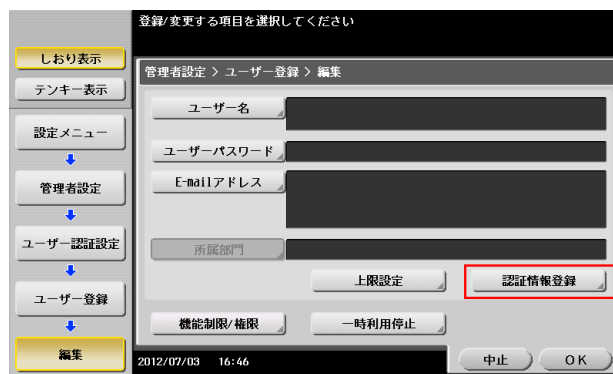 登録/変更する項目を選択してください
しおり表示
テンキー表示
設定メニュー
管理者設定
ユーザー認証設定
ユーザー登録
編集
管理者設定 > ユーザー登録 > 編集
ユーザー名
ユーザーパスワード
E-mailアドレス
所属部門
上限設定
認証情報登録
機能制限/権限
一時利用停止
2012/07/03 16:46
中止
OK